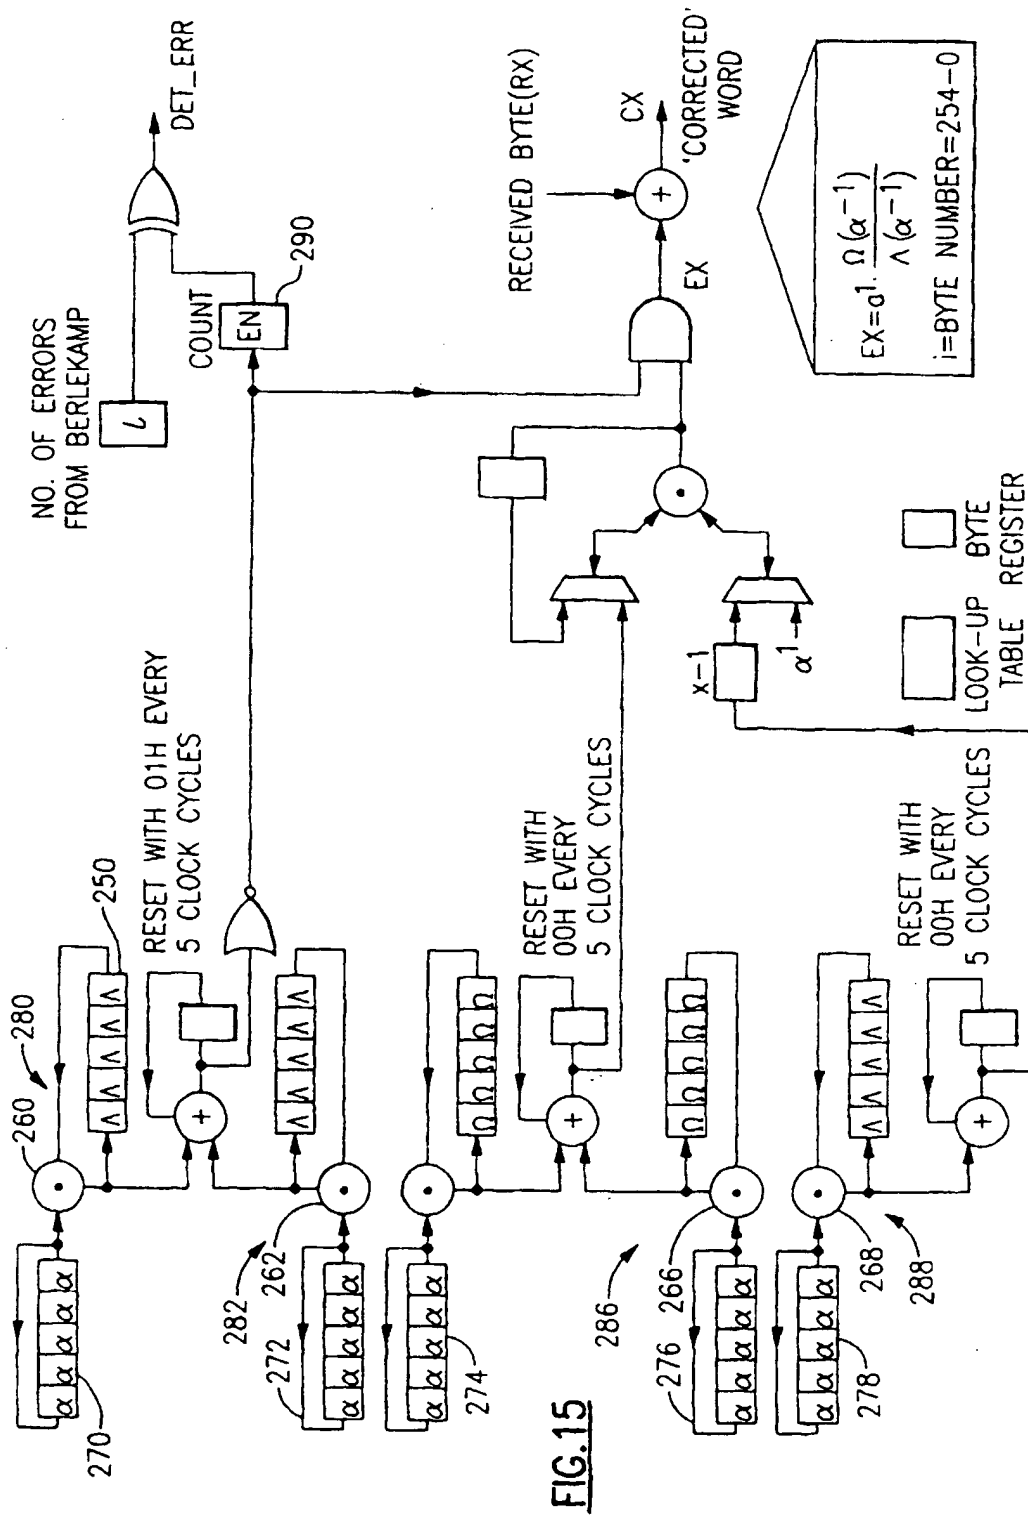 NO. OF ERRORS
FROM BERLEKAMP
l
DET_ERR
COUNT
EN
290
260
280
250
Λ Λ Λ Λ Λ
RESET WITH 01H EVERY
5 CLOCK CYCLES
+
α α α α α
270
282
262
Λ Λ Λ Λ Λ
272
α α α α α
274
α α α α α
Ω Ω Ω Ω Ω
RESET WITH
00H EVERY
5 CLOCK CYCLES
+
Ω Ω Ω Ω Ω
286
266
276
α α α α α
268
288
278
α α α α α
Λ Λ Λ Λ Λ
RESET WITH
00H EVERY
5 CLOCK CYCLES
+
x-1
α1
RECEIVED BYTE(RX)
EX
+
CX
'CORRECTED'
WORD
EX=a1. Ω(α-1)
Λ(α-1)
i=BYTE NUMBER=254-0
LOOK-UP
TABLE
BYTE
REGISTER
FIG.15